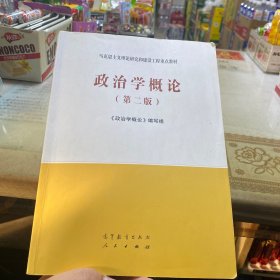 马克思主义理论研究和建设工程重点教材
政治学概论
（第二版）
《政治学概论》编写组
高等教育出版社
人民出版社